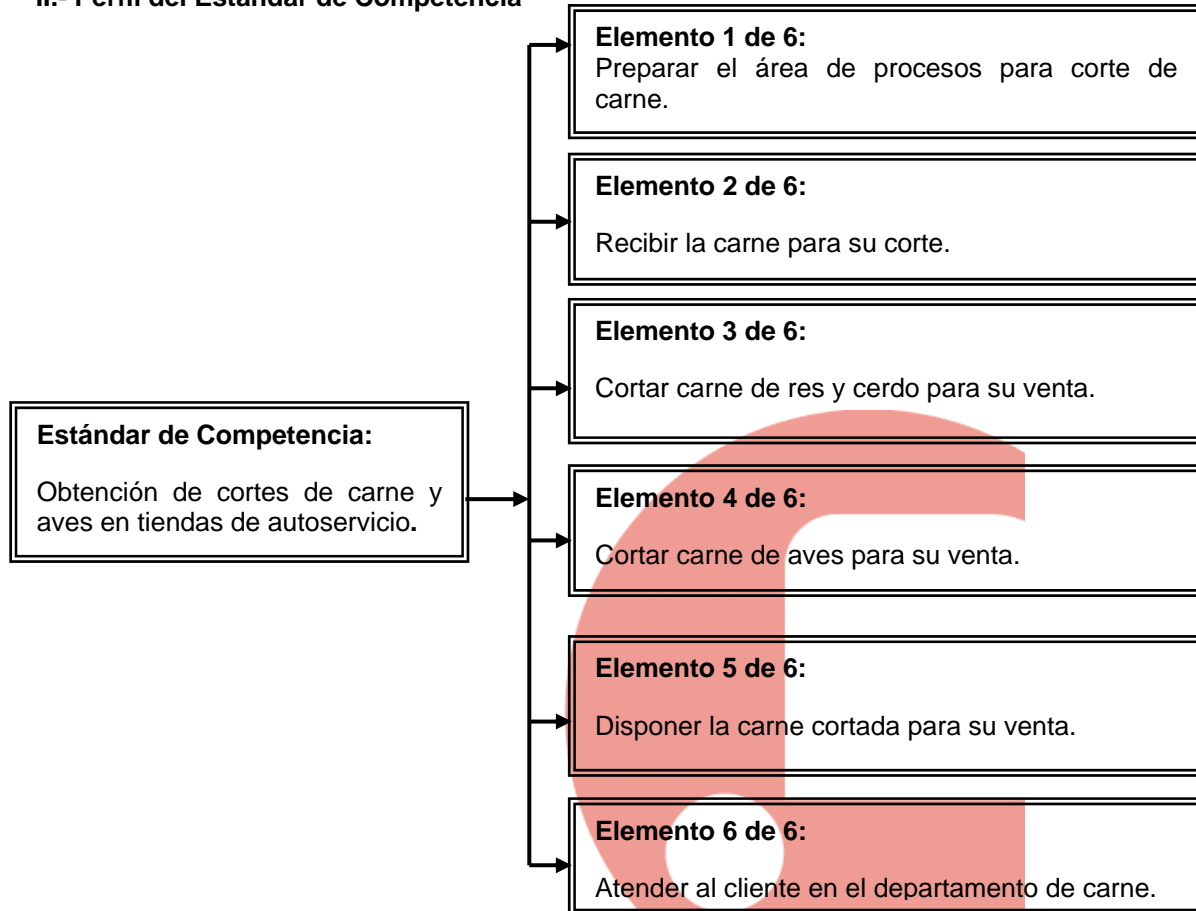 II.- Perfil del Estándar de Competencia
Elemento 1 de 6:
Preparar el área de procesos para corte de
carne.
Elemento 2 de 6:
Recibir la carne para su corte.
Elemento 3 de 6:
Cortar carne de res y cerdo para su venta.
Estándar de Competencia:
Obtención de cortes de carne y
aves en tiendas de autoservicio.
Elemento 4 de 6:
Cortar carne de aves para su venta.
Elemento 5 de 6:
Disponer la carne cortada para su venta.
Elemento 6 de 6:
Atender al cliente en el departamento de carne.